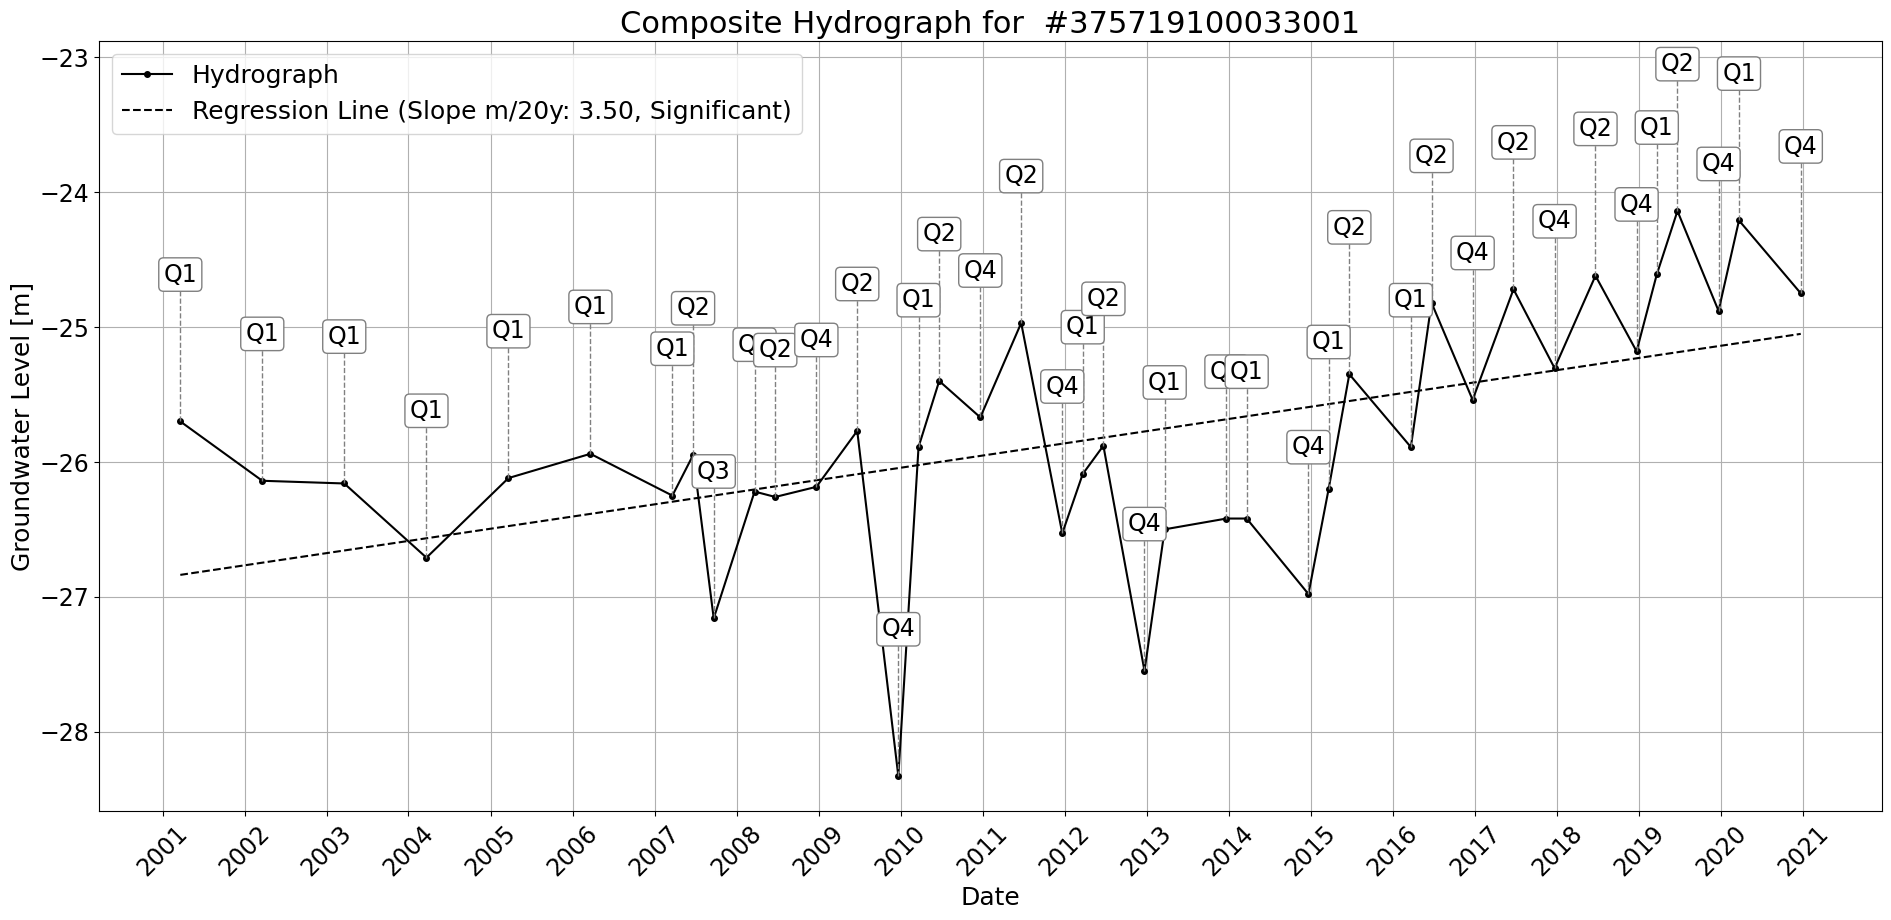 Composite Hydrograph for  #375719100033001
Hydrograph
Regression Line (Slope m/20y: 3.50, Significant)
Groundwater Level [m]
−23
−24
−25
−26
−27
−28
Q1
Q1
Q1
Q1
Q1
Q1
Q1
Q2
Q3
Q2
Q4
Q2
Q4
Q1
Q2
Q4
Q2
Q4
Q1
Q2
Q4
Q1
Q1
Q4
Q1
Q2
Q1
Q2
Q4
Q2
Q4
Q2
Q4
Q1
Q2
Q4
Q1
Q4
2001
2002
2003
2004
2005
2006
2007
2008
2009
2010
2011
2012
2013
2014
2015
2016
2017
2018
2019
2020
2021
Date